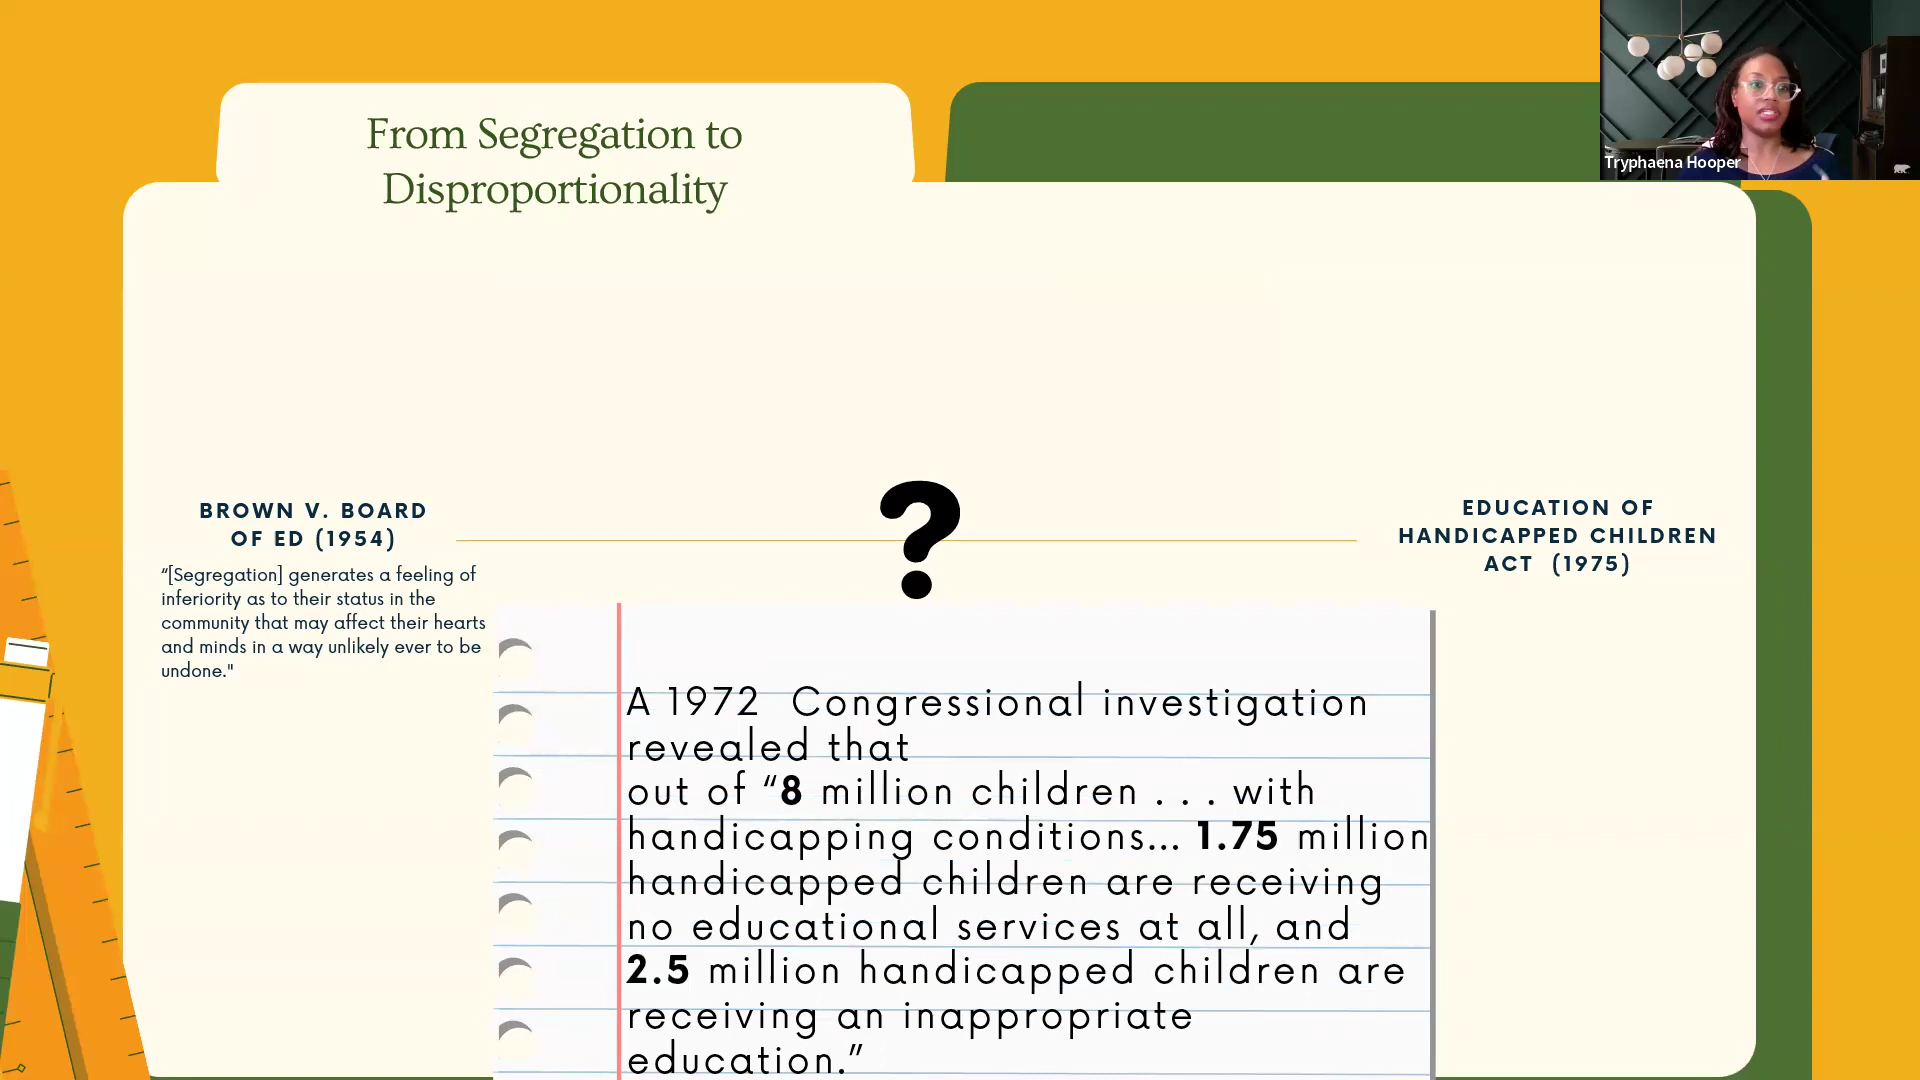 From Segregation to
Disproportionality
Tryphaena Hooper
BROWN V. BOARD
OF ED (1954)
“[Segregation] generates a feeling of
inferiority as to their status in the
community that may affect their hearts
and minds in a way unlikely ever to be
undone."
?
EDUCATION OF
HANDICAPPED CHILDREN
ACT (1975)
A 1972 Congressional investigation
revealed that
out of “8 million children . . . with
handicapping conditions... 1.75 million
handicapped children are receiving
no educational services at all, and
2.5 million handicapped children are
receiving an inappropriate
education.”